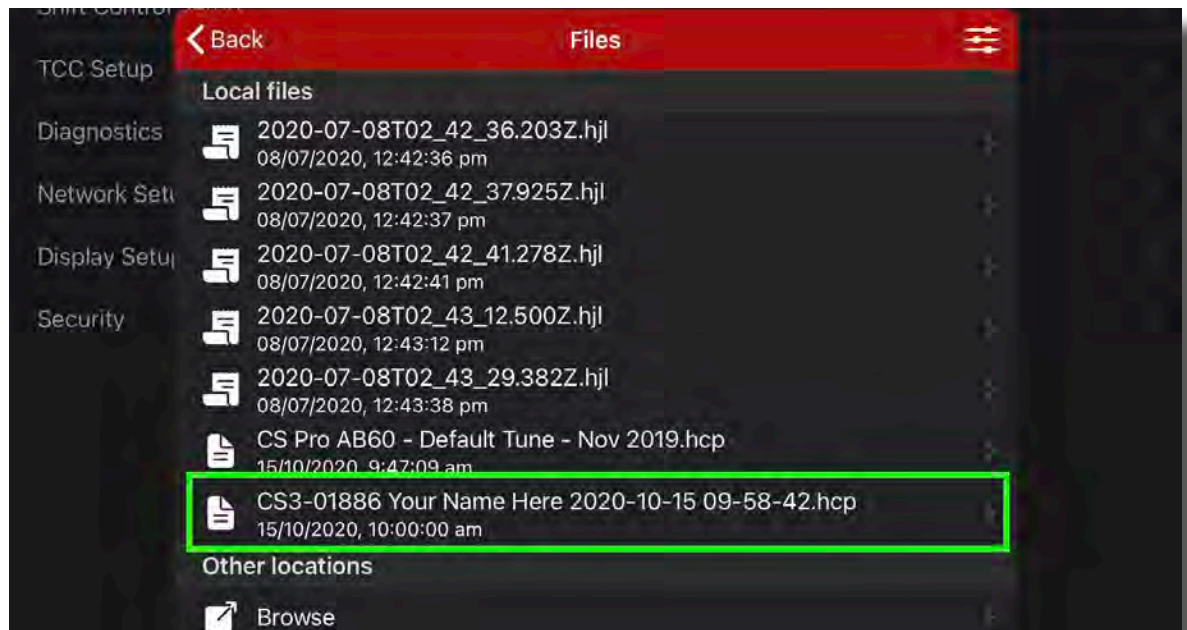 Back
Files
TCC Setup
Local files
Diagnostics
2020-07-08T02_42_36.203Z.hjl
08/07/2020, 12:42:36 pm
Network Setu
2020-07-08T02_42_37.925Z.hjl
08/07/2020, 12:42:37 pm
Display Setu
2020-07-08T02_42_41.278Z.hjl
08/07/2020, 12:42:41 pm
Security
2020-07-08T02_43_12.500Z.hjl
08/07/2020, 12:43:12 pm
2020-07-08T02_43_29.382Z.hjl
08/07/2020, 12:43:38 pm
CS Pro AB60 - Default Tune - Nov 2019.hcp
15/10/2020, 9:47:09 am
CS3-01886 Your Name Here 2020-10-15 09-58-42.hcp
15/10/2020, 10:00:00 am
Other locations
Browse